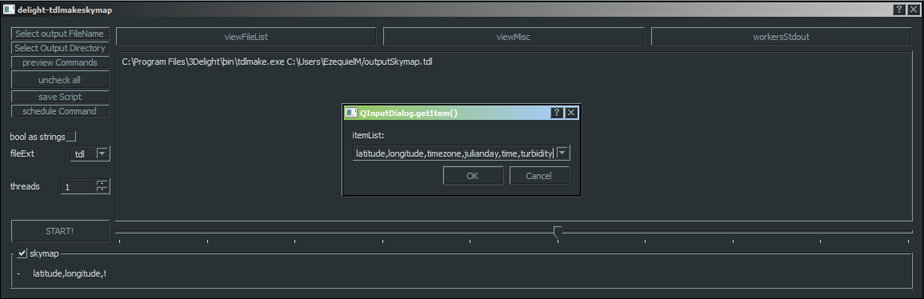 delight-tdlmakeskymap
Select output FileName
viewFileList
viewMisc
workersStdout
Select Output Directory
preview Commands
uncheck all
save Script
schedule Command
C:\Program Files\3Delight\bin\tdlmake.exe C:\Users\EzequielM/outputSkymap.tdl
QInputDialog.getItem()
itemList:
latitude,longitude,timezone,julianday,time,turbidity
OK
Cancel
bool as strings
fileExt
tdl
threads
1
START!
skymap
- latitude,longitude,t